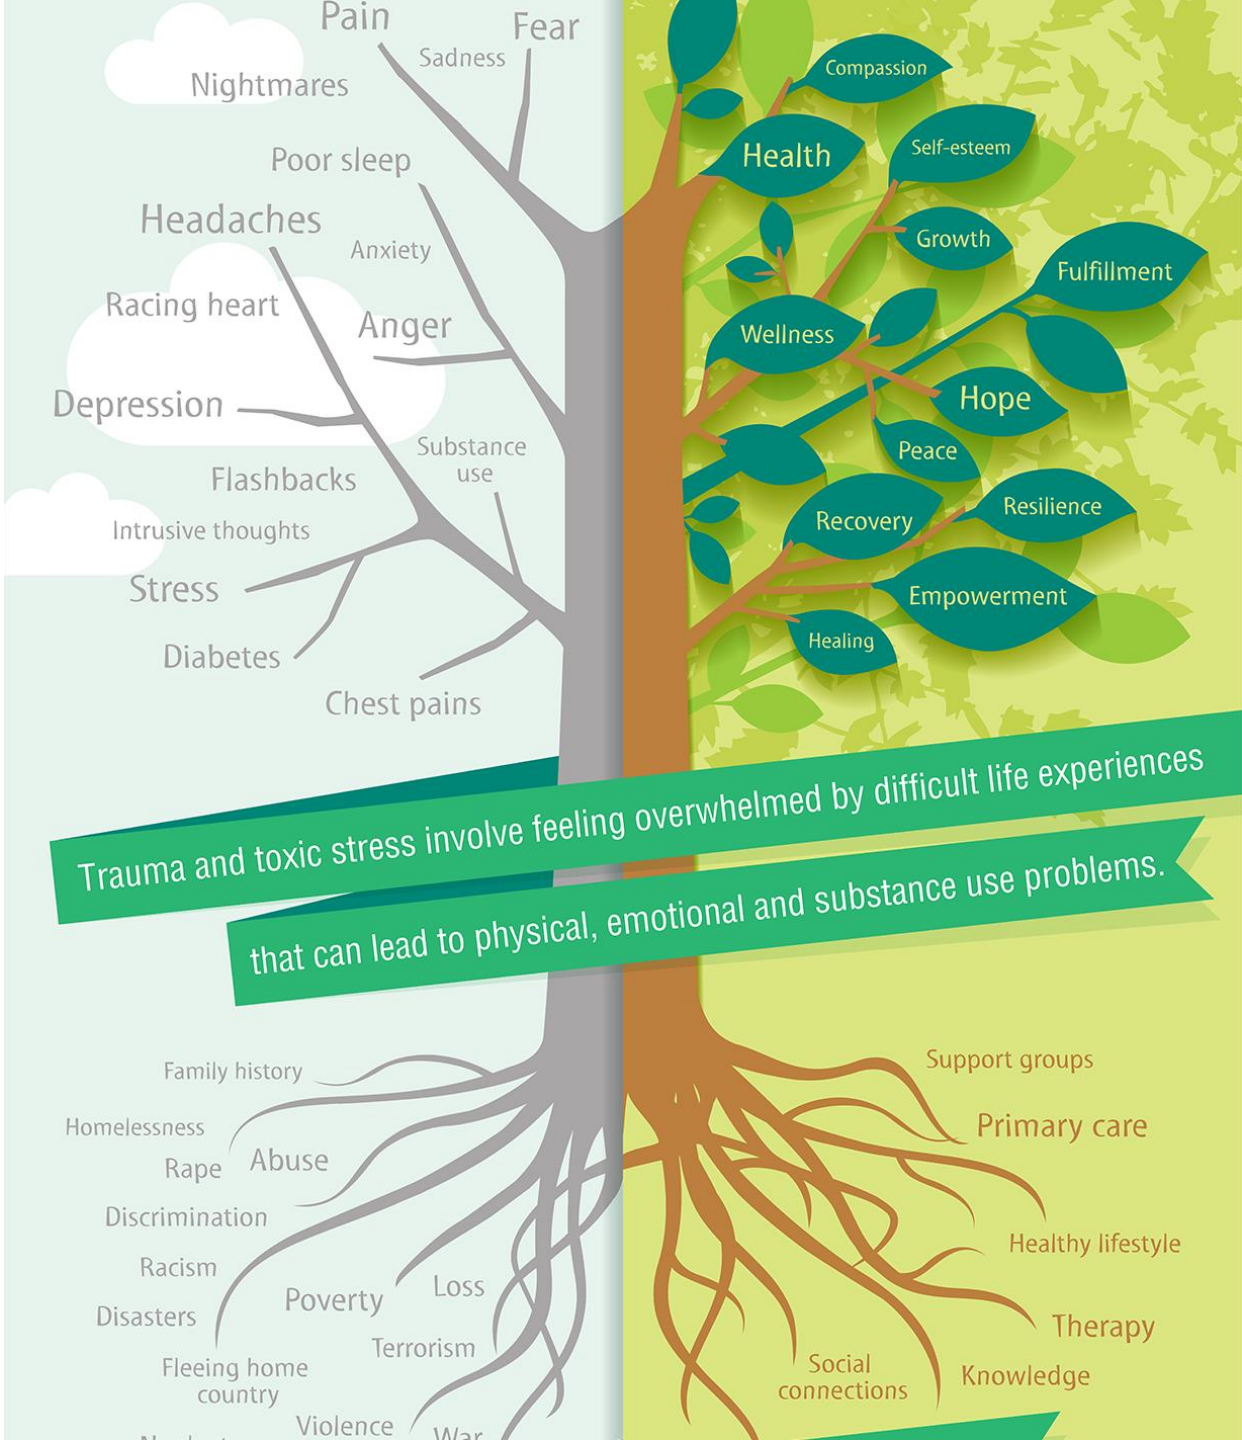 Pain
Fear
Sadness
Nightmares
Poor sleep
Headaches
Anxiety
Racing heart
Anger
Depression
Substance
use
Flashbacks
Intrusive thoughts
Stress
Diabetes
Chest pains
Compassion
Health
Self-esteem
Growth
Fulfillment
Wellness
Hope
Peace
Recovery
Resilience
Empowerment
Healing
Trauma and toxic stress involve feeling overwhelmed by difficult life experiences
that can lead to physical, emotional and substance use problems.
Family history
Homelessness
Rape
Abuse
Discrimination
Racism
Disasters
Poverty
Loss
Terrorism
Fleeing home
country
Violence
War
Support groups
Primary care
Healthy lifestyle
Therapy
Social
connections
Knowledge